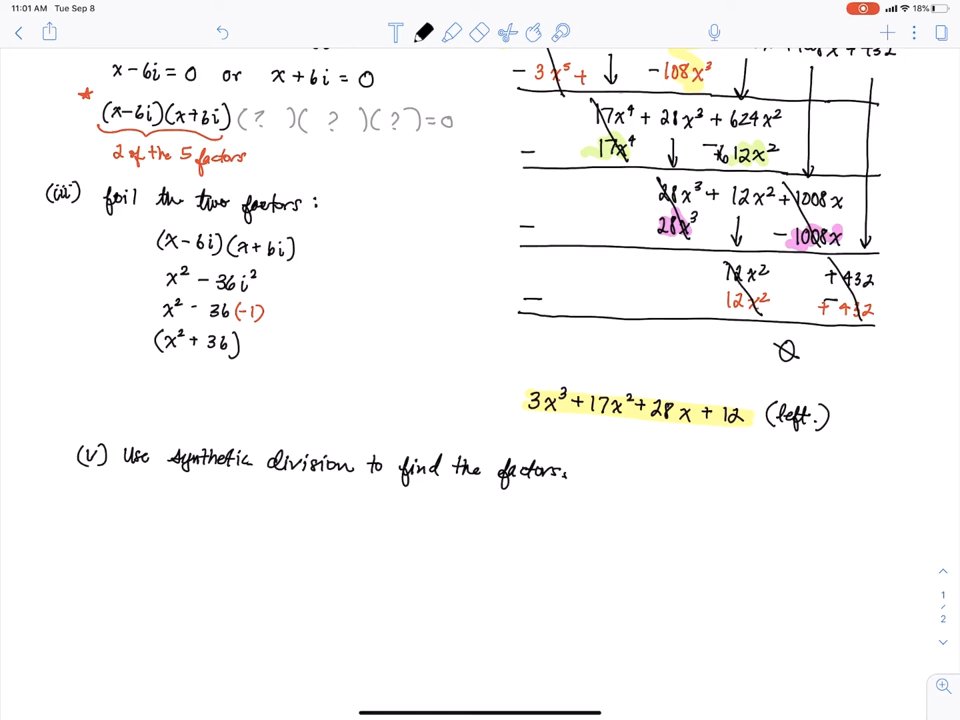 11:01 AM Tue Sep 8
18%
x - 6i = 0 or x + 6i = 0
* (x-6i)(x+6i)( ? )( ? )( ? ) = 0
2 of the 5 factors
(iii) foil the two factors:
(x - 6i)(x + 6i)
x² - 36i²
x² - 36(-1)
(x² + 36)
- 3x⁵ + - 108x³
17x⁴ + 28x³ + 624x²
- 17x⁴ 612x²
28x³ + 12x² + 1008x
- 28x³ - 1008x
12x² + 432
- 12x² + 432
0
3x³ + 17x² + 28x + 12 (left.)
(v) Use synthetic division to find the factors.
1
/
2